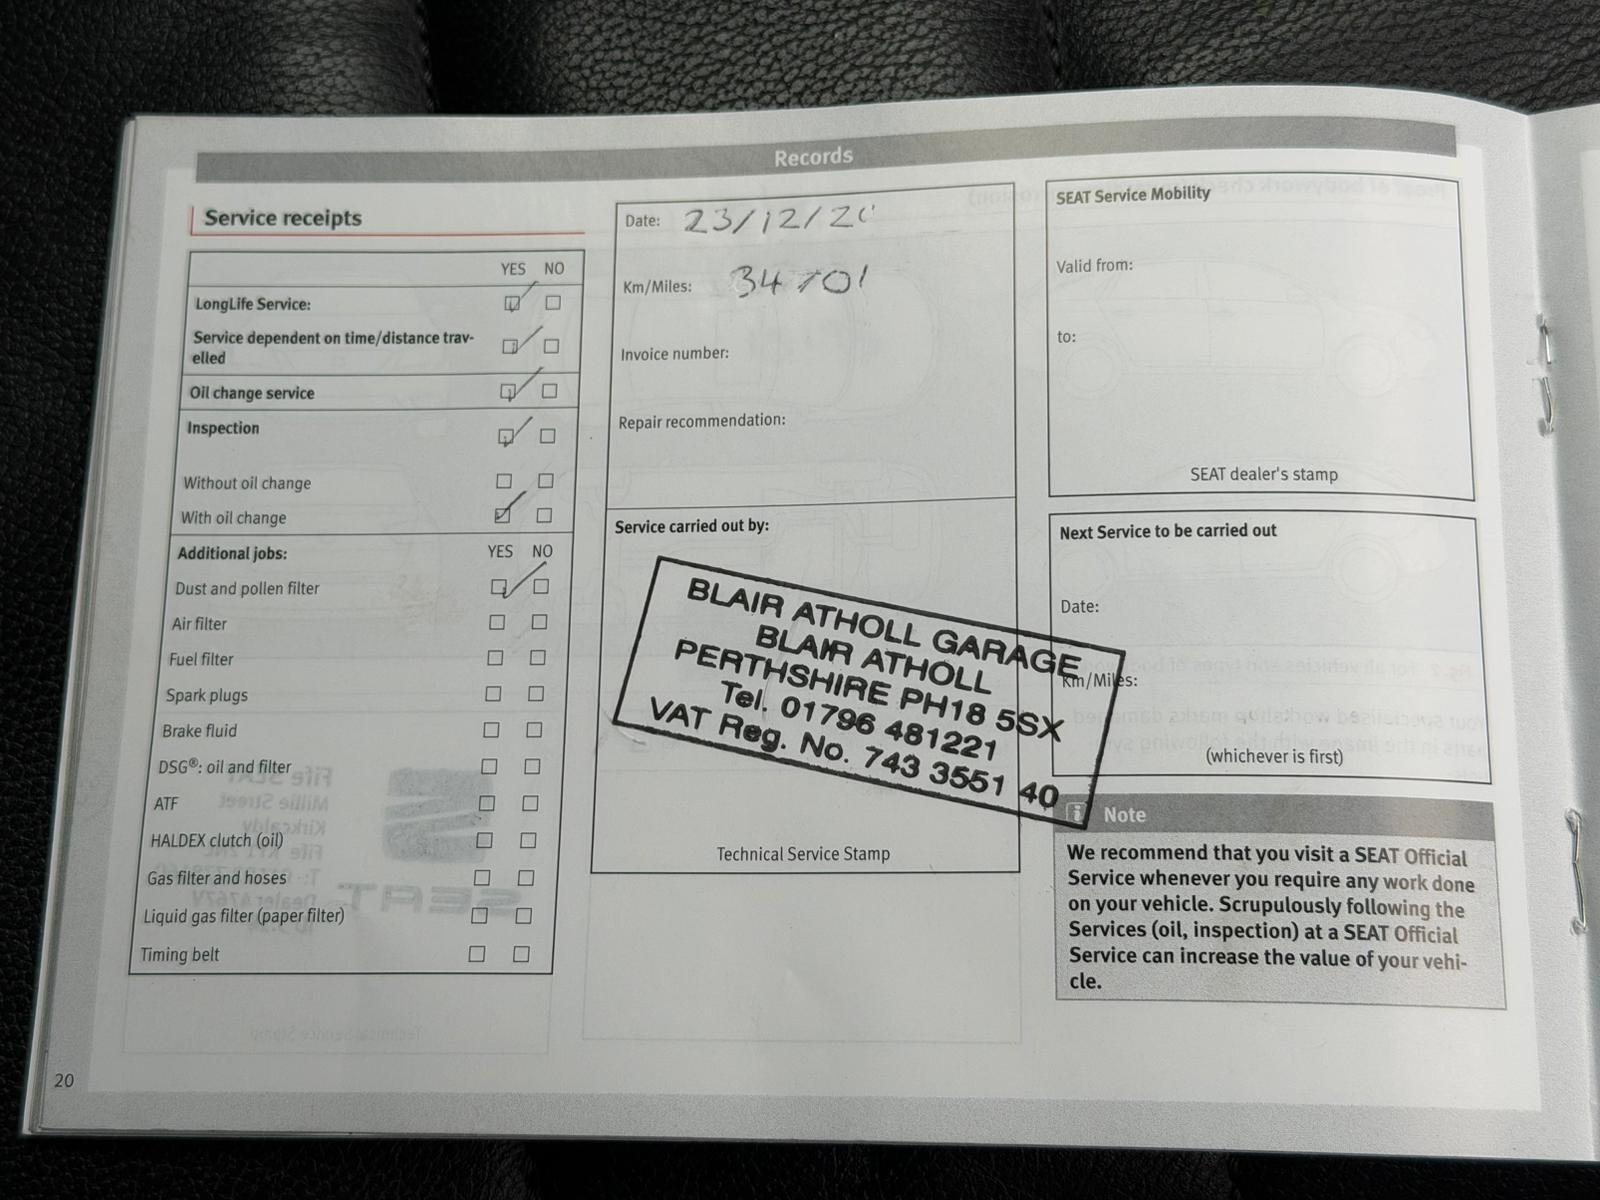 Records
Service receipts
YES NO
LongLife Service:
Service dependent on time/distance trav-
elled
Oil change service
Inspection
Without oil change
With oil change
Additional jobs: YES NO
Dust and pollen filter
Air filter
Fuel filter
Spark plugs
Brake fluid
DSG®: oil and filter
ATF
HALDEX clutch (oil)
Gas filter and hoses
Liquid gas filter (paper filter)
Timing belt
Date: 23/12/20
Km/Miles: 34701
Invoice number:
Repair recommendation:
Service carried out by:
BLAIR ATHOLL GARAGE
BLAIR ATHOLL
PERTHSHIRE PH18 5SX
Tel. 01796 481221
VAT Reg. No. 743 3551 40
Technical Service Stamp
SEAT Service Mobility
Valid from:
to:
SEAT dealer's stamp
Next Service to be carried out
Date:
Km/Miles:
(whichever is first)
i Note
We recommend that you visit a SEAT Official
Service whenever you require any work done
on your vehicle. Scrupulously following the
Services (oil, inspection) at a SEAT Official
Service can increase the value of your vehi-
cle.
20